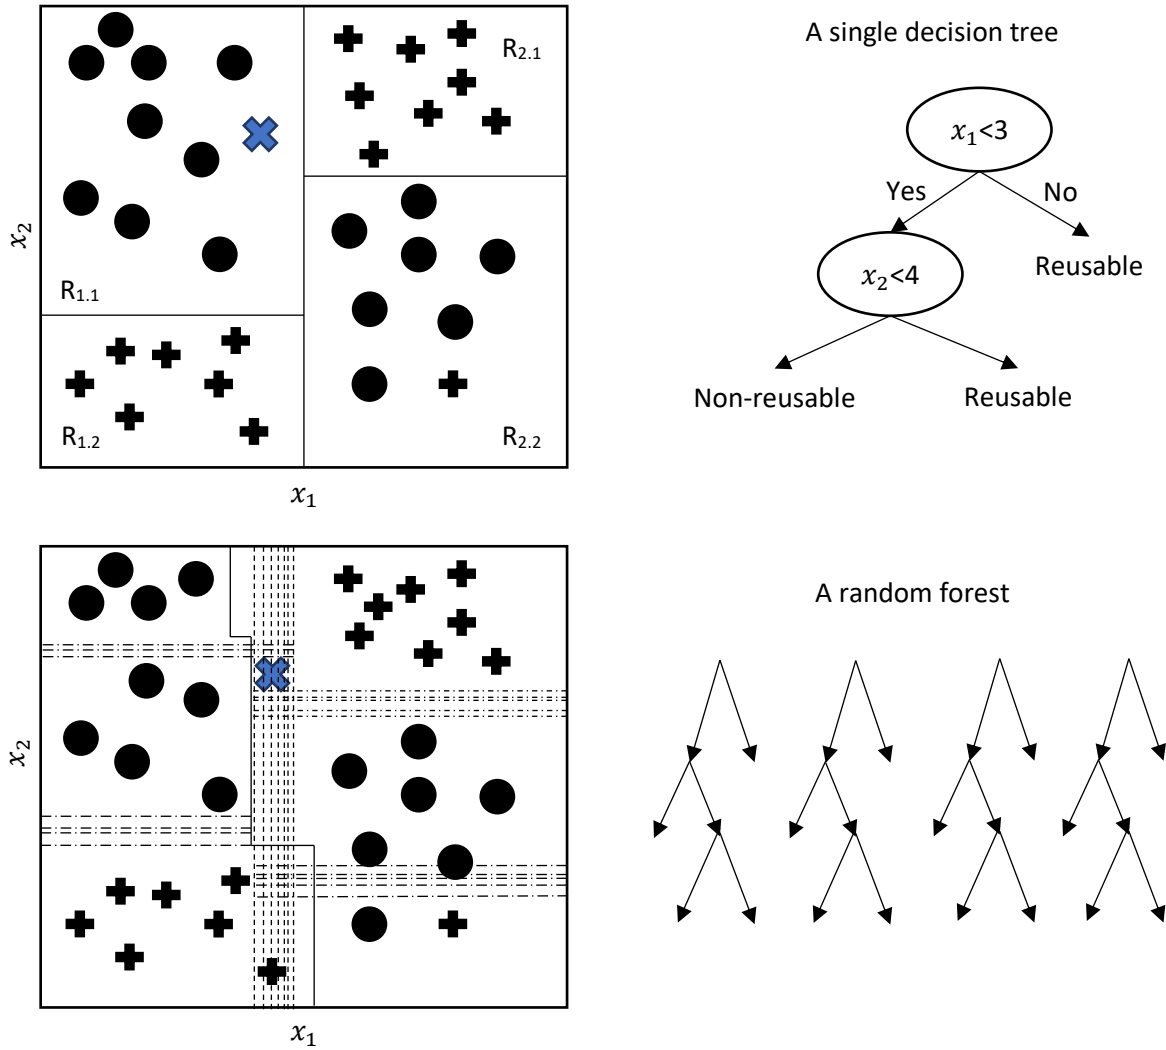 R2.1
x2
R1.1
R1.2
R2.2
x1
A single decision tree
x1<3
Yes
No
x2<4
Reusable
Non-reusable
Reusable
x2
x1
A random forest